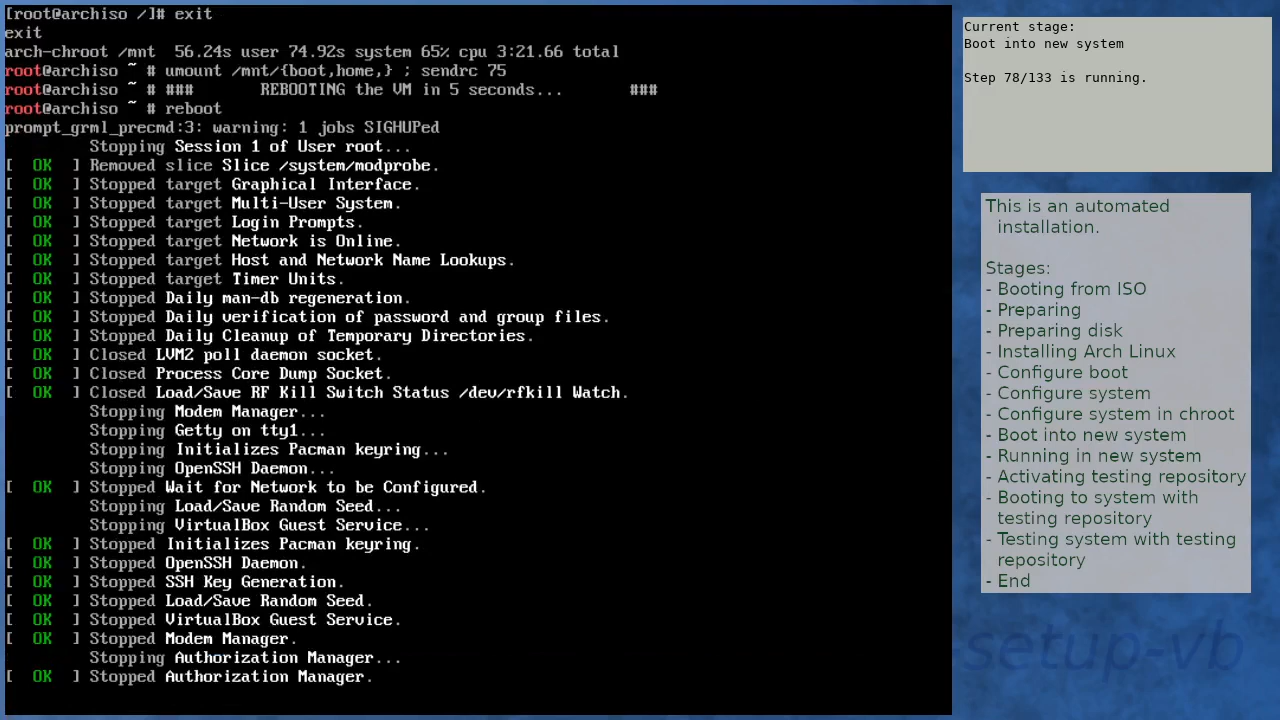 [root@archiso /]# exit
exit
arch-chroot /mnt  56.24s user 74.92s system 65% cpu 3:21.66 total
root@archiso ~ # umount /mnt/{boot,home,} ; sendrc 75
root@archiso ~ # ###       REBOOTING the VM in 5 seconds...       ###
root@archiso ~ # reboot
prompt_grml_precmd:3: warning: 1 jobs SIGHUPed
         Stopping Session 1 of User root...
[  OK  ] Removed slice Slice /system/modprobe.
[  OK  ] Stopped target Graphical Interface.
[  OK  ] Stopped target Multi-User System.
[  OK  ] Stopped target Login Prompts.
[  OK  ] Stopped target Network is Online.
[  OK  ] Stopped target Host and Network Name Lookups.
[  OK  ] Stopped target Timer Units.
[  OK  ] Stopped Daily man-db regeneration.
[  OK  ] Stopped Daily verification of password and group files.
[  OK  ] Stopped Daily Cleanup of Temporary Directories.
[  OK  ] Closed LVM2 poll daemon socket.
[  OK  ] Closed Process Core Dump Socket.
[  OK  ] Closed Load/Save RF Kill Switch Status /dev/rfkill Watch.
         Stopping Modem Manager...
         Stopping Getty on tty1...
         Stopping Initializes Pacman keyring...
         Stopping OpenSSH Daemon...
[  OK  ] Stopped Wait for Network to be Configured.
         Stopping Load/Save Random Seed...
         Stopping VirtualBox Guest Service...
[  OK  ] Stopped Initializes Pacman keyring.
[  OK  ] Stopped OpenSSH Daemon.
[  OK  ] Stopped SSH Key Generation.
[  OK  ] Stopped Load/Save Random Seed.
[  OK  ] Stopped VirtualBox Guest Service.
[  OK  ] Stopped Modem Manager.
         Stopping Authorization Manager...
[  OK  ] Stopped Authorization Manager.
Current stage:
Boot into new system
Step 78/133 is running.
This is an automated
installation.
Stages:
- Booting from ISO
- Preparing
- Preparing disk
- Installing Arch Linux
- Configure boot
- Configure system
- Configure system in chroot
- Boot into new system
- Running in new system
- Activating testing repository
- Booting to system with
testing repository
- Testing system with testing
repository
- End
-setup-vb